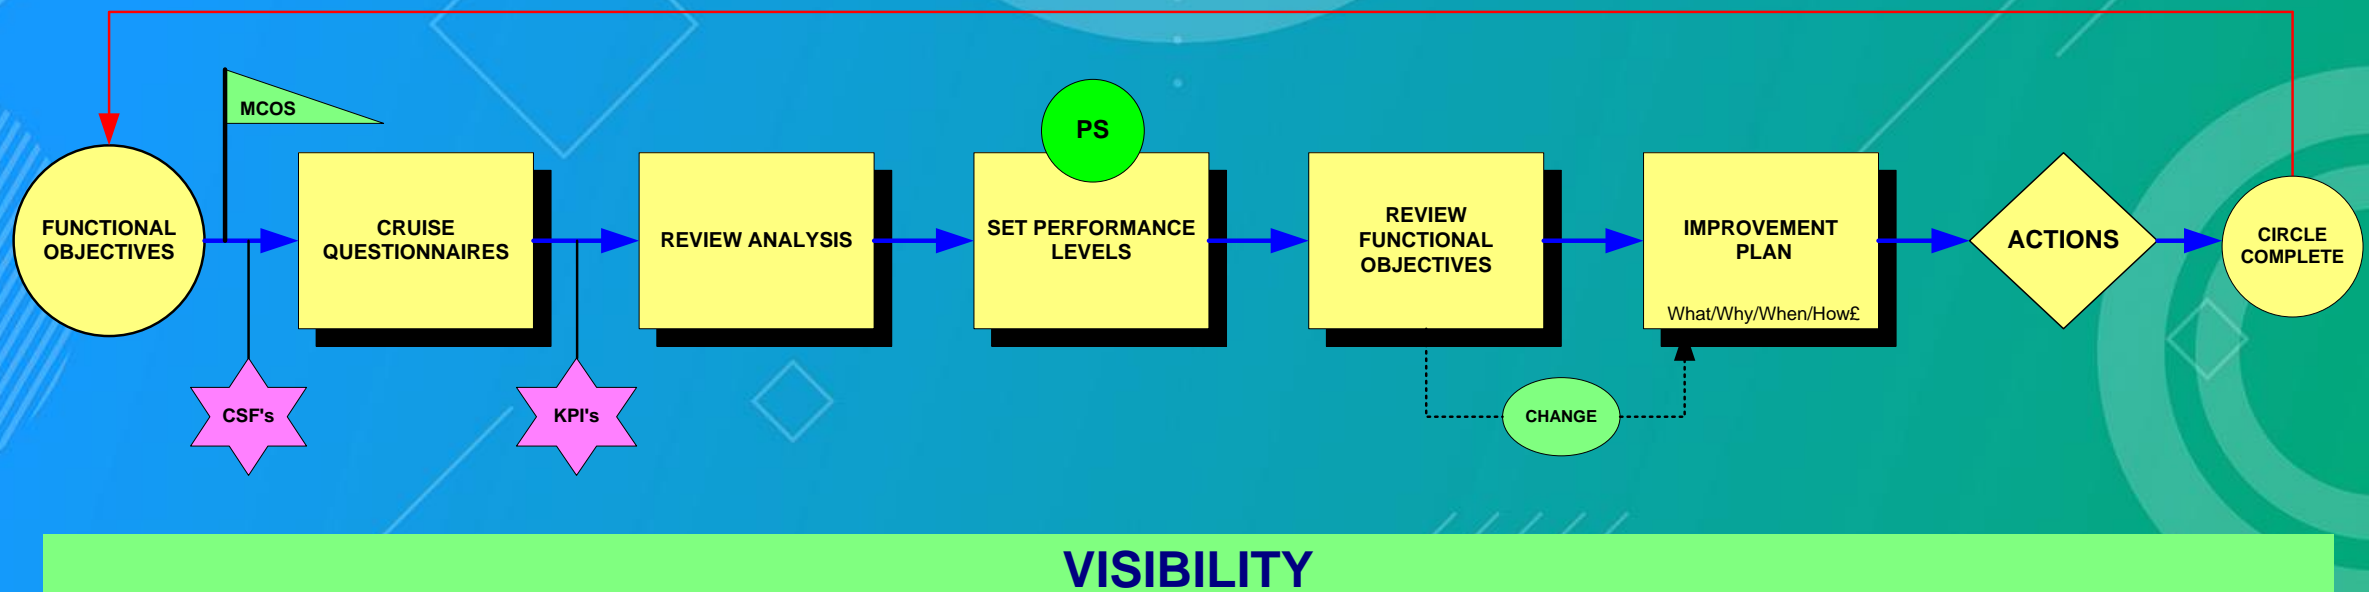 MCOS
PS
FUNCTIONAL
OBJECTIVES
CRUISE
QUESTIONNAIRES
REVIEW ANALYSIS
SET PERFORMANCE
LEVELS
REVIEW
FUNCTIONAL
OBJECTIVES
IMPROVEMENT
PLAN
What/Why/When/How£
ACTIONS
CIRCLE
COMPLETE
CSF's
KPI's
CHANGE
VISIBILITY